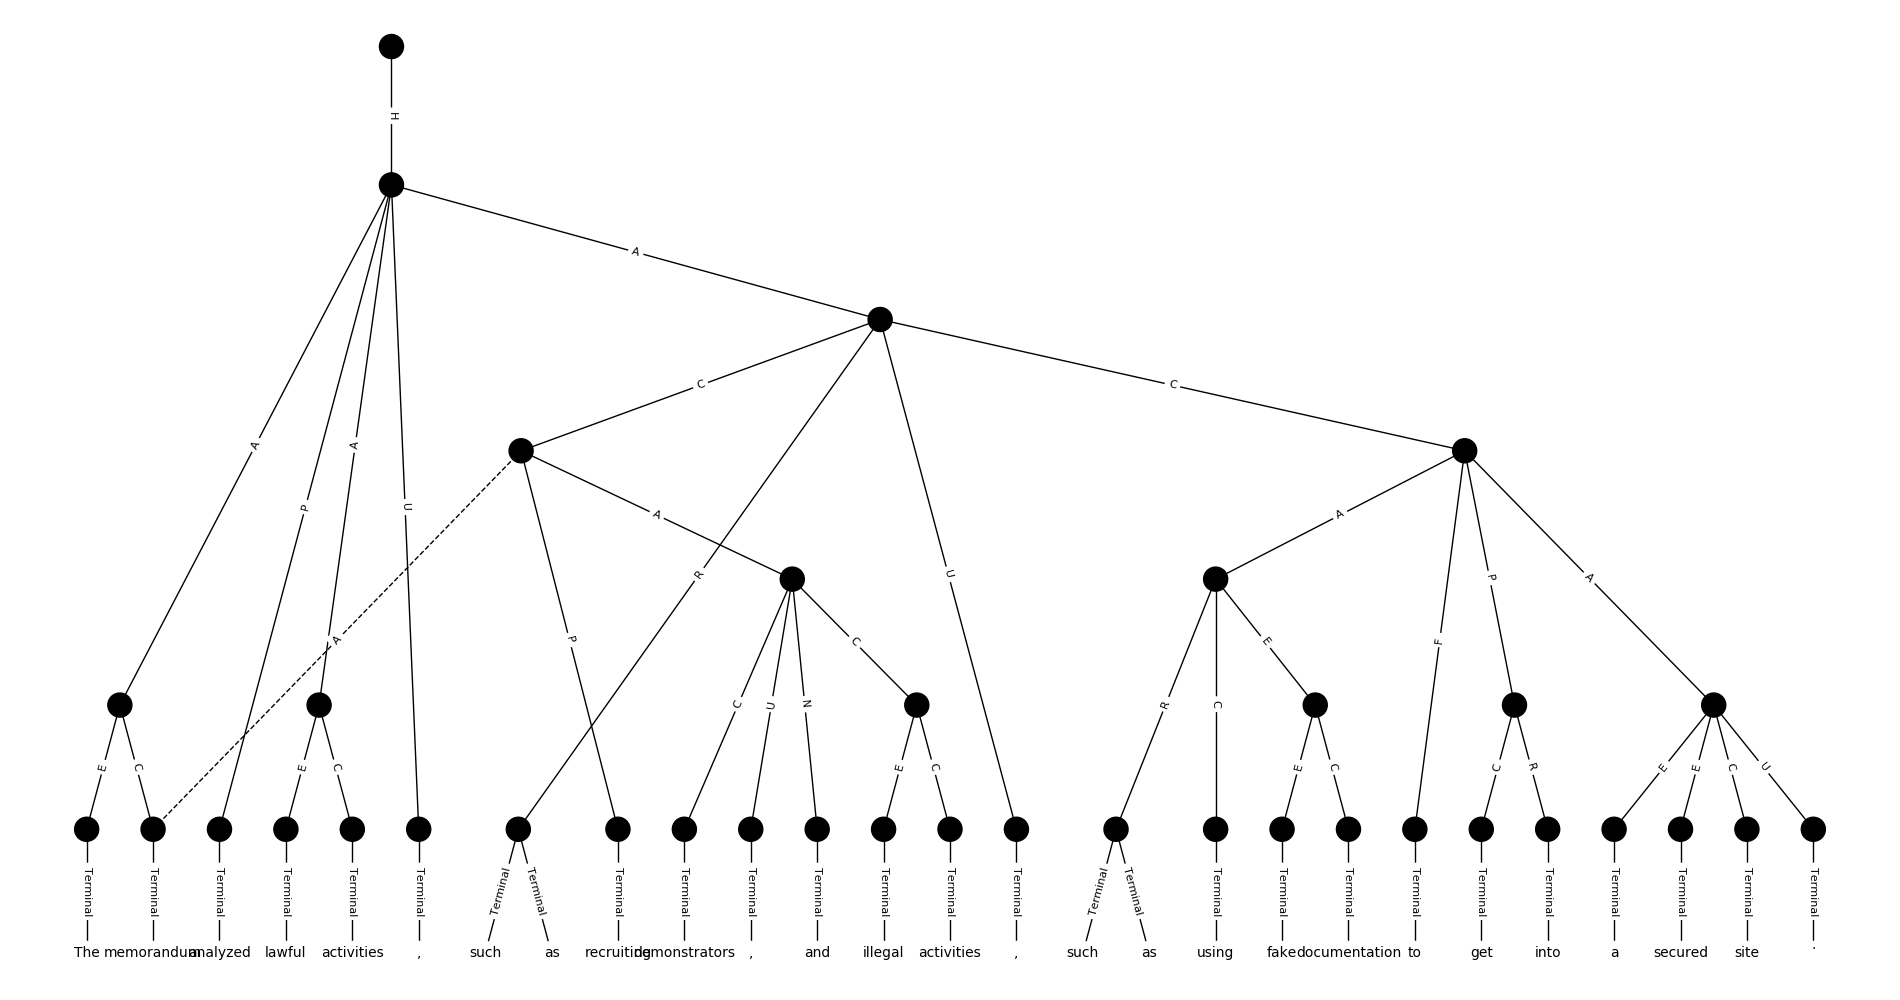 H
A
C
C
A
A
P
A
U
A
A
R
U
P
A
A
P
F
C
U
N
C
R
C
E
E
C
E
C
E
C
E
C
C
R
E
E
C
U
Terminal Terminal Terminal Terminal Terminal Terminal Terminal Terminal Terminal Terminal Terminal Terminal Terminal Terminal Terminal Terminal Terminal Terminal Terminal Terminal Terminal Terminal Terminal Terminal Terminal Terminal Terminal
The memorandum analyzed lawful activities , such as recruiting demonstrators , and illegal activities , such as using fake documentation to get into a secured site .